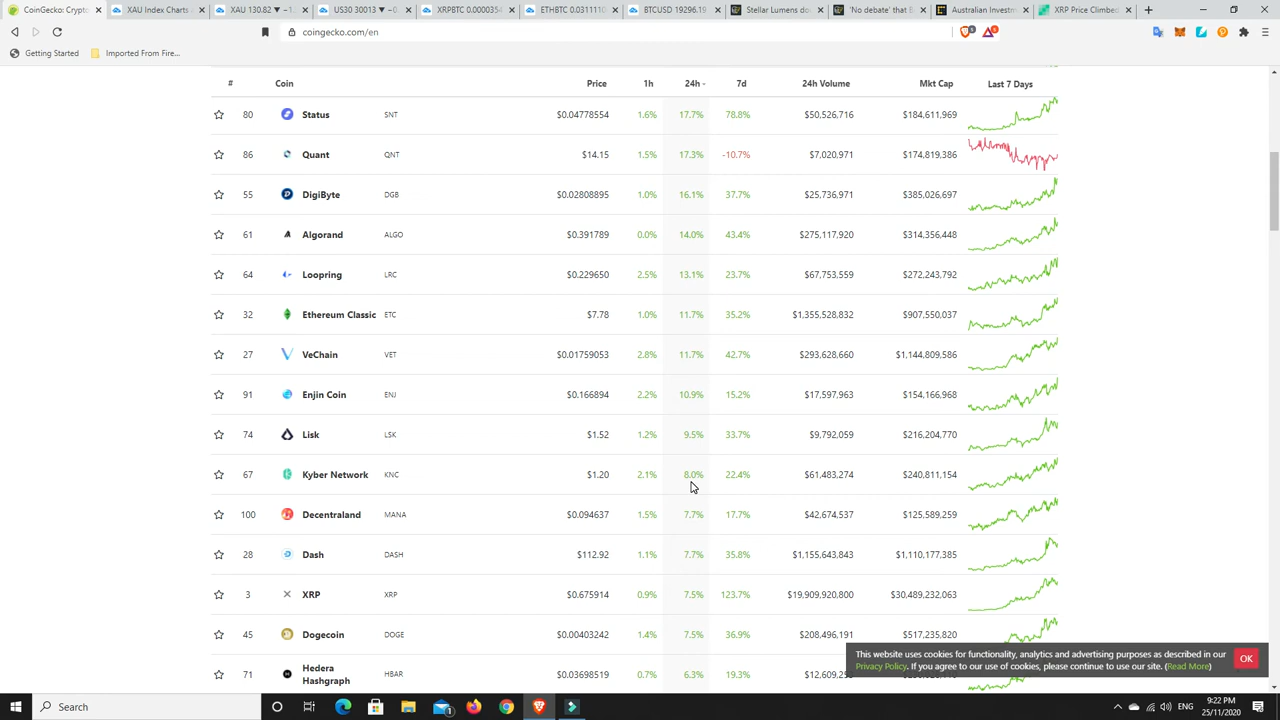 CoinGecko: Crypto
XAU Index Charts
XAU 130.82 ▼ −1
US30 30013 ▼ −0
XRPBTC 0.0000354
ETHBTC 0.0311110
BTCUSD 19296.19
Stellar Lumens do
'No debate' that B
Australian Investm
XRP Price Climbed
coingecko.com/en
Getting Started Imported From Fire...
# Coin Price 1h 24h 7d 24h Volume Mkt Cap Last 7 Days
80 Status SNT $0.04778554 1.6% 17.7% 78.8% $50,526,716 $184,611,969
86 Quant QNT $14.15 1.5% 17.3% -10.7% $7,020,971 $174,819,386
55 DigiByte DGB $0.02808895 1.0% 16.1% 37.7% $25,736,971 $385,026,697
61 Algorand ALGO $0.391789 0.0% 14.0% 43.4% $275,117,920 $314,356,448
64 Loopring LRC $0.229650 2.5% 13.1% 23.7% $67,753,559 $272,243,792
32 Ethereum Classic ETC $7.78 1.0% 11.7% 35.2% $1,355,528,832 $907,550,037
27 VeChain VET $0.01759053 2.8% 11.7% 42.7% $293,628,660 $1,144,809,586
91 Enjin Coin ENJ $0.166894 2.2% 10.9% 15.2% $17,597,963 $154,166,968
74 Lisk LSK $1.52 1.2% 9.5% 33.7% $9,792,059 $216,204,770
67 Kyber Network KNC $1.20 2.1% 8.0% 22.4% $61,483,274 $240,811,154
100 Decentraland MANA $0.094637 1.5% 7.7% 17.7% $42,674,537 $125,589,259
28 Dash DASH $112.92 1.1% 7.7% 35.8% $1,155,643,843 $1,110,177,385
3 XRP XRP $0.675914 0.9% 7.5% 123.7% $19,909,920,800 $30,489,232,063
45 Dogecoin DOGE $0.00403242 1.4% 7.5% 36.9% $208,496,191 $517,235,820
71 Hedera Hashgraph HBAR $0.03698519 0.7% 6.3% 19.3%
This website uses cookies for functionality, analytics and advertising purposes as described in our
Privacy Policy. If you agree to our use of cookies, please continue to use our site. (Read More)
OK
Search
ENG
9:22 PM
25/11/2020